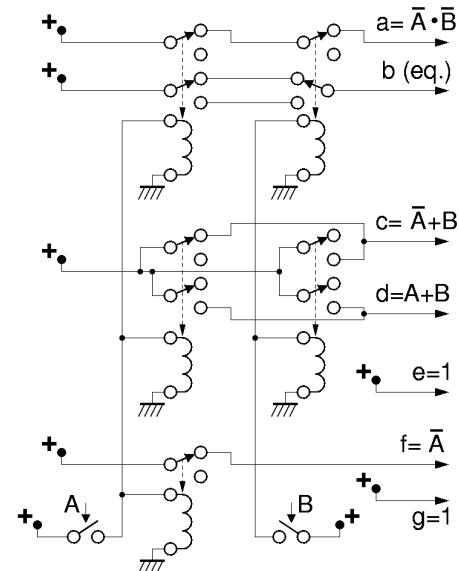 + a= A̅·B̅
+ b (eq.)
+ c= A̅+B
d=A+B
+ e=1
+ f= A̅
A B +
+ g=1
+